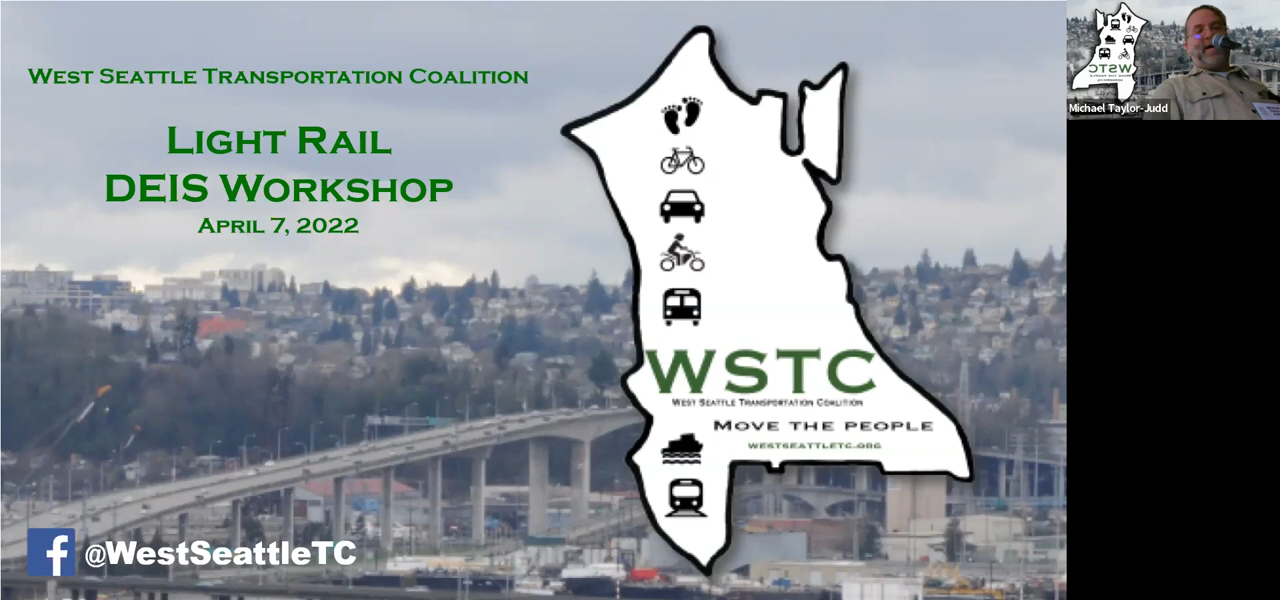 West Seattle Transportation Coalition
Light Rail
DEIS Workshop
April 7, 2022
WSTC
West Seattle Transportation Coalition
Move the people
westseattletc.org
f @WestSeattleTC
WSTC
Michael Taylor-Judd